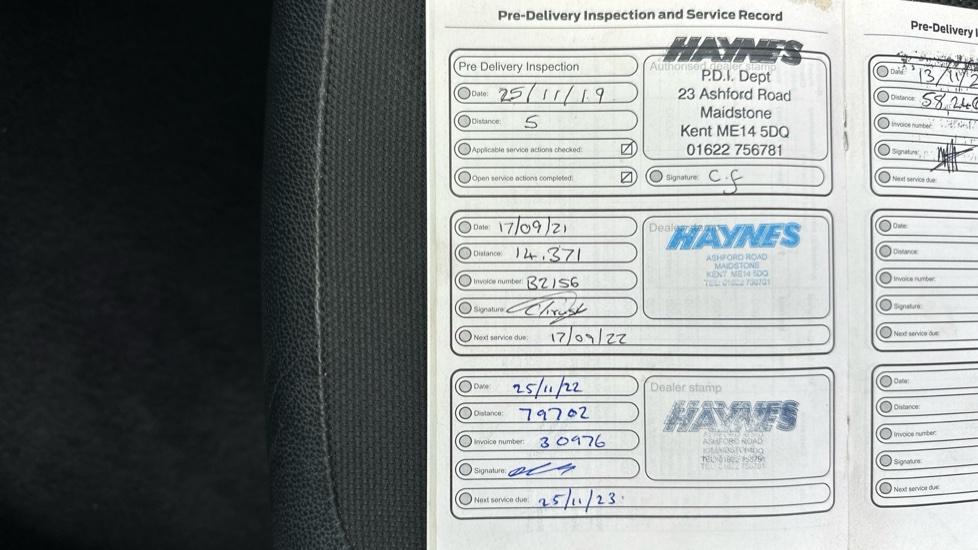 Pre-Delivery Inspection and Service Record
Pre Delivery Inspection
Date: 25/11/19
Distance: 5
Applicable service actions checked:
Open service actions completed:
Authorised dealer stamp
HAYNES
P.D.I. Dept
23 Ashford Road
Maidstone
Kent ME14 5DQ
01622 756781
Signature: C.f
Date: 17/09/21
Distance: 14.371
Invoice number: B2156
Signature:
Next service due: 17/09/22
HAYNES
ASHFORD ROAD
MAIDSTONE
KENT ME14 5DQ
Date: 25/11/22
Distance: 79702
Invoice number: 30976
Signature:
Next service due: 25/11/23.
Dealer stamp
HAYNES
ASHFORD ROAD
Pre-Delivery
Date: 13/11/2
Distance: 58,24
Invoice number:
Signature:
Next service due:
Date:
Distance:
Invoice number:
Signature:
Next service due:
Date:
Distance:
Invoice number:
Signature:
Next service due: